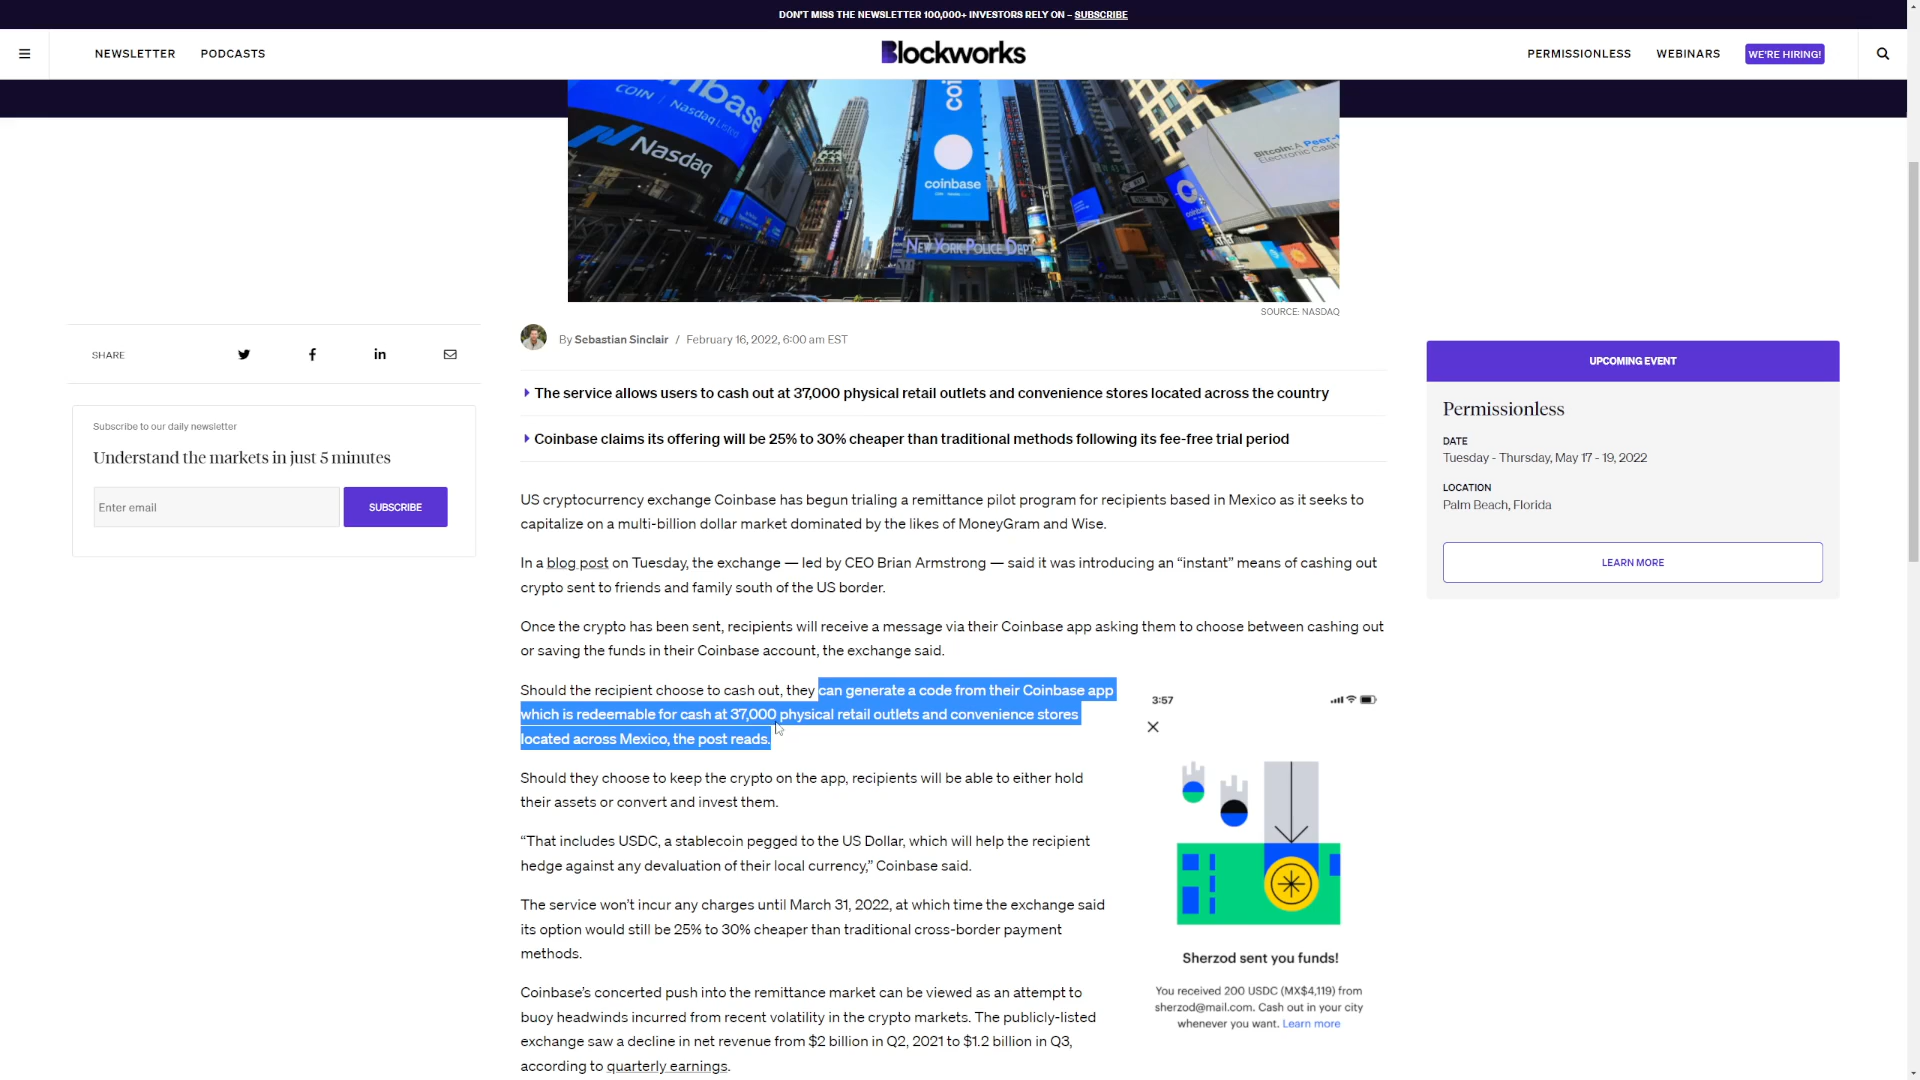 DON'T MISS THE NEWSLETTER 100,000+ INVESTORS RELY ON – SUBSCRIBE
NEWSLETTER
PODCASTS
Blockworks
PERMISSIONLESS
WEBINARS
WE'RE HIRING!
COIN / Nasdaq Listed
Nasdaq
coinbase
NEW YORK POLICE DEPT
Bitcoin: A Peer-t
Electronic Cash
SOURCE: NASDAQ
SHARE
Subscribe to our daily newsletter
Understand the markets in just 5 minutes
Enter email
SUBSCRIBE
By Sebastian Sinclair / February 16, 2022, 6:00 am EST
The service allows users to cash out at 37,000 physical retail outlets and convenience stores located across the country
Coinbase claims its offering will be 25% to 30% cheaper than traditional methods following its fee-free trial period
US cryptocurrency exchange Coinbase has begun trialing a remittance pilot program for recipients based in Mexico as it seeks to
capitalize on a multi-billion dollar market dominated by the likes of MoneyGram and Wise.
In a blog post on Tuesday, the exchange — led by CEO Brian Armstrong — said it was introducing an “instant” means of cashing out
crypto sent to friends and family south of the US border.
Once the crypto has been sent, recipients will receive a message via their Coinbase app asking them to choose between cashing out
or saving the funds in their Coinbase account, the exchange said.
Should the recipient choose to cash out, they can generate a code from their Coinbase app
which is redeemable for cash at 37,000 physical retail outlets and convenience stores
located across Mexico, the post reads.
Should they choose to keep the crypto on the app, recipients will be able to either hold
their assets or convert and invest them.
“That includes USDC, a stablecoin pegged to the US Dollar, which will help the recipient
hedge against any devaluation of their local currency,” Coinbase said.
The service won’t incur any charges until March 31, 2022, at which time the exchange said
its option would still be 25% to 30% cheaper than traditional cross-border payment
methods.
Coinbase’s concerted push into the remittance market can be viewed as an attempt to
buoy headwinds incurred from recent volatility in the crypto markets. The publicly-listed
exchange saw a decline in net revenue from $2 billion in Q2, 2021 to $1.2 billion in Q3,
according to quarterly earnings.
3:57
Sherzod sent you funds!
You received 200 USDC (MX$4,119) from
sherzod@mail.com. Cash out in your city
whenever you want. Learn more
UPCOMING EVENT
Permissionless
DATE
Tuesday - Thursday, May 17 - 19, 2022
LOCATION
Palm Beach, Florida
LEARN MORE